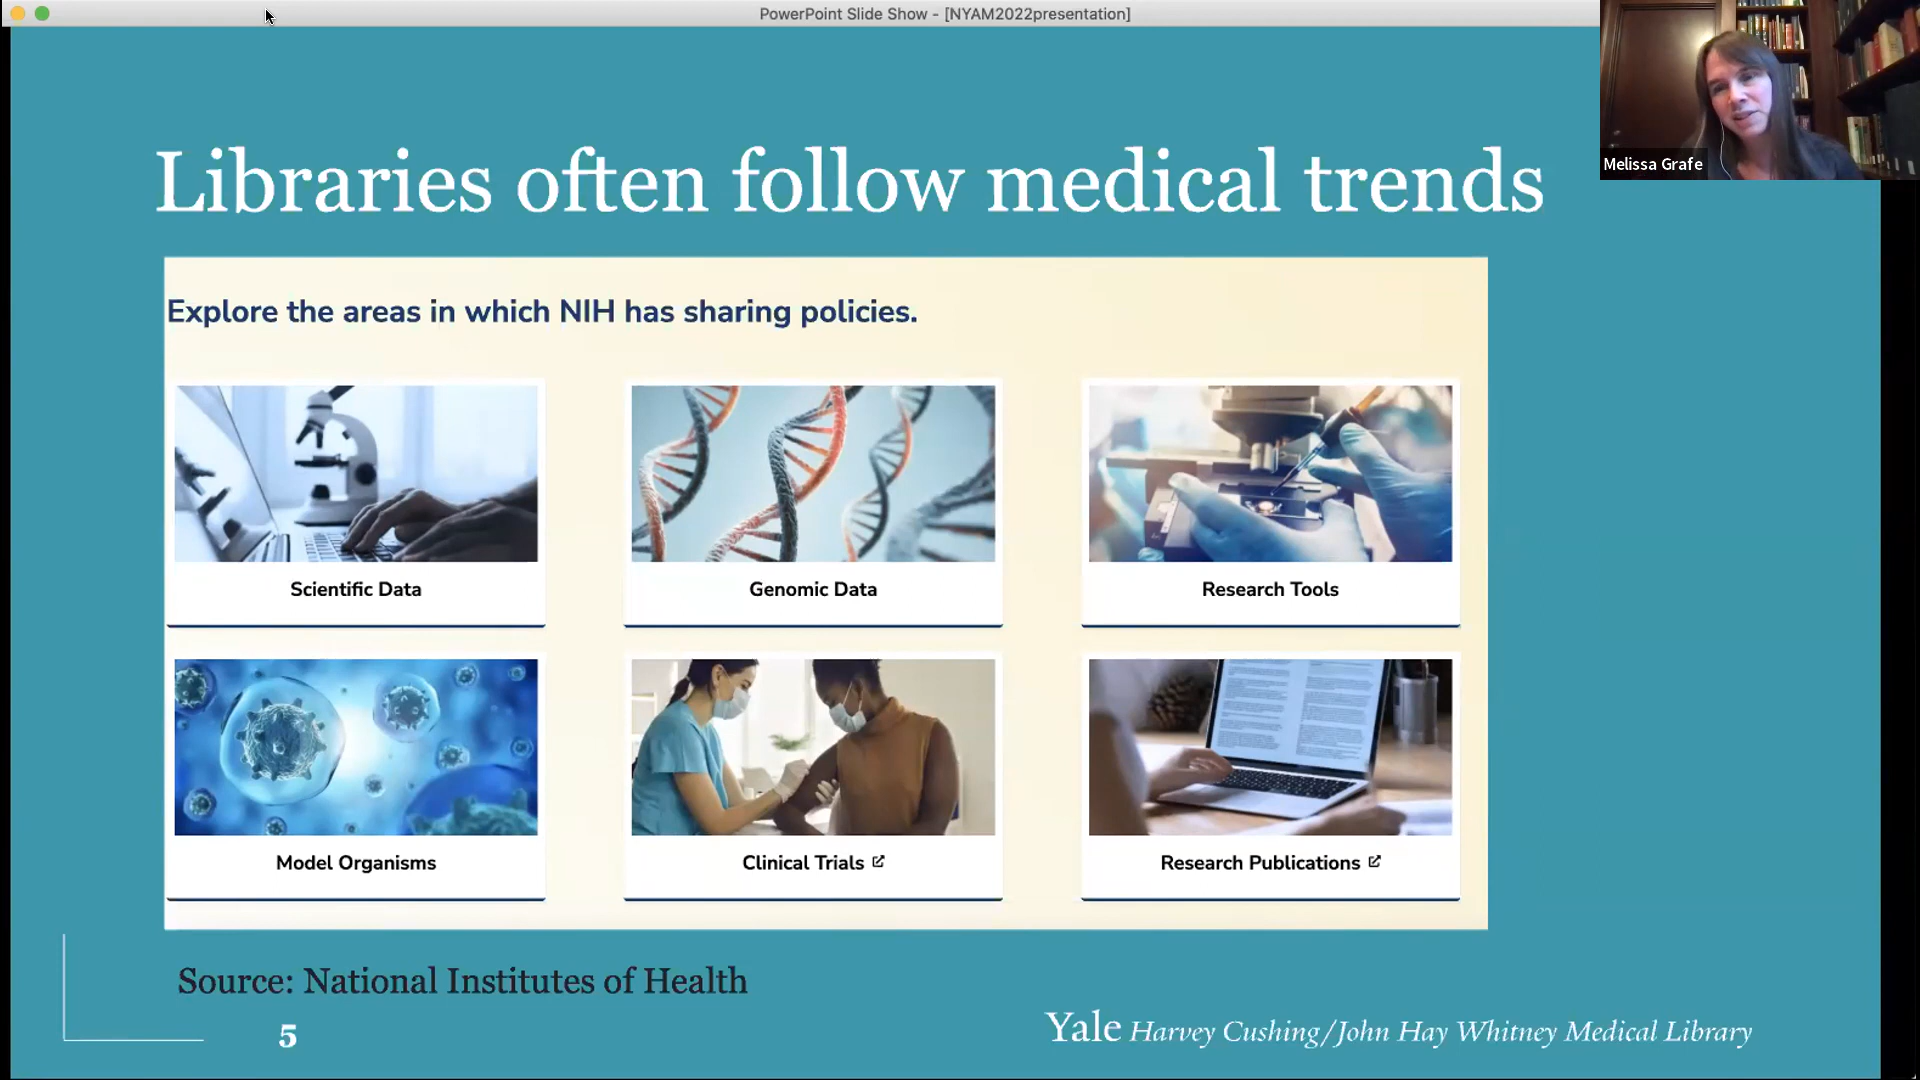 PowerPoint Slide Show - [NYAM2022presentation]
Melissa Grafe
Libraries often follow medical trends
Explore the areas in which NIH has sharing policies.
Scientific Data
Genomic Data
Research Tools
Model Organisms
Clinical Trials
Research Publications
Source: National Institutes of Health
5
Yale Harvey Cushing/John Hay Whitney Medical Library